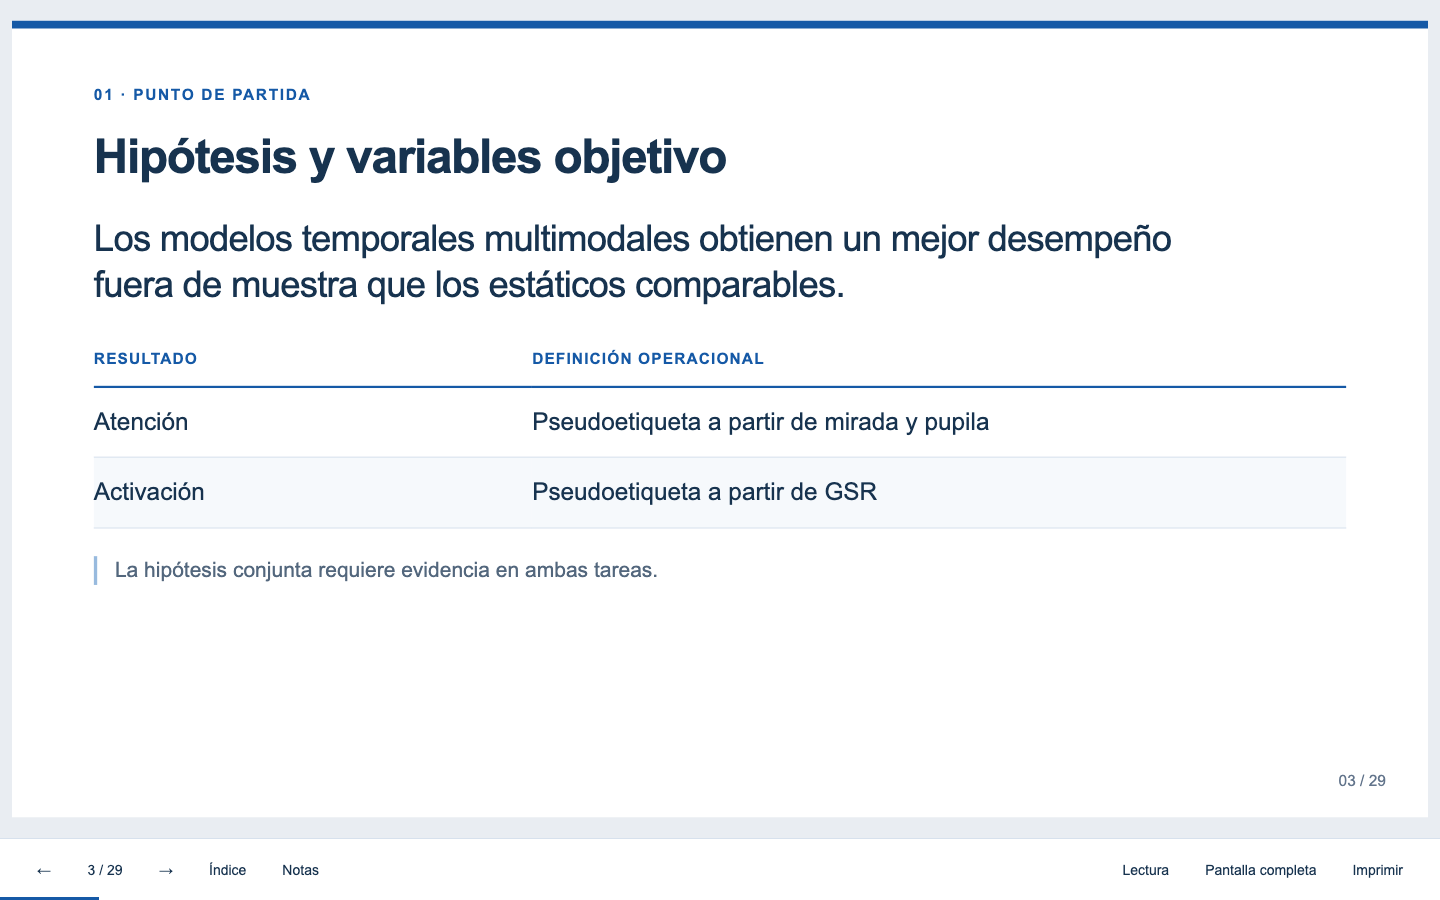 01 · PUNTO DE PARTIDA
Hipótesis y variables objetivo
Los modelos temporales multimodales obtienen un mejor desempeño
fuera de muestra que los estáticos comparables.
RESULTADO DEFINICIÓN OPERACIONAL
Atención Pseudoetiqueta a partir de mirada y pupila
Activación Pseudoetiqueta a partir de GSR
La hipótesis conjunta requiere evidencia en ambas tareas.
03 / 29
← 3 / 29 → Índice Notas Lectura Pantalla completa Imprimir